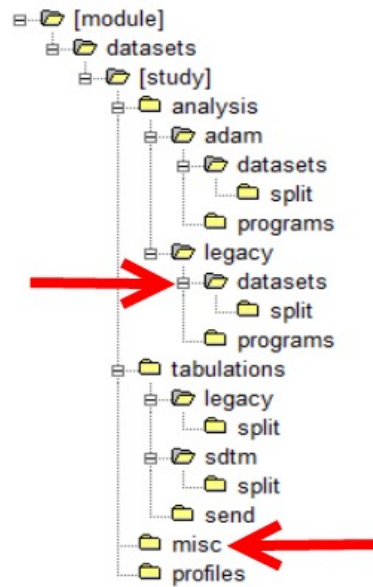 [module]
datasets
[study]
analysis
adam
datasets
split
programs
legacy
datasets
split
programs
tabulations
legacy
split
sdtm
split
send
misc
profiles